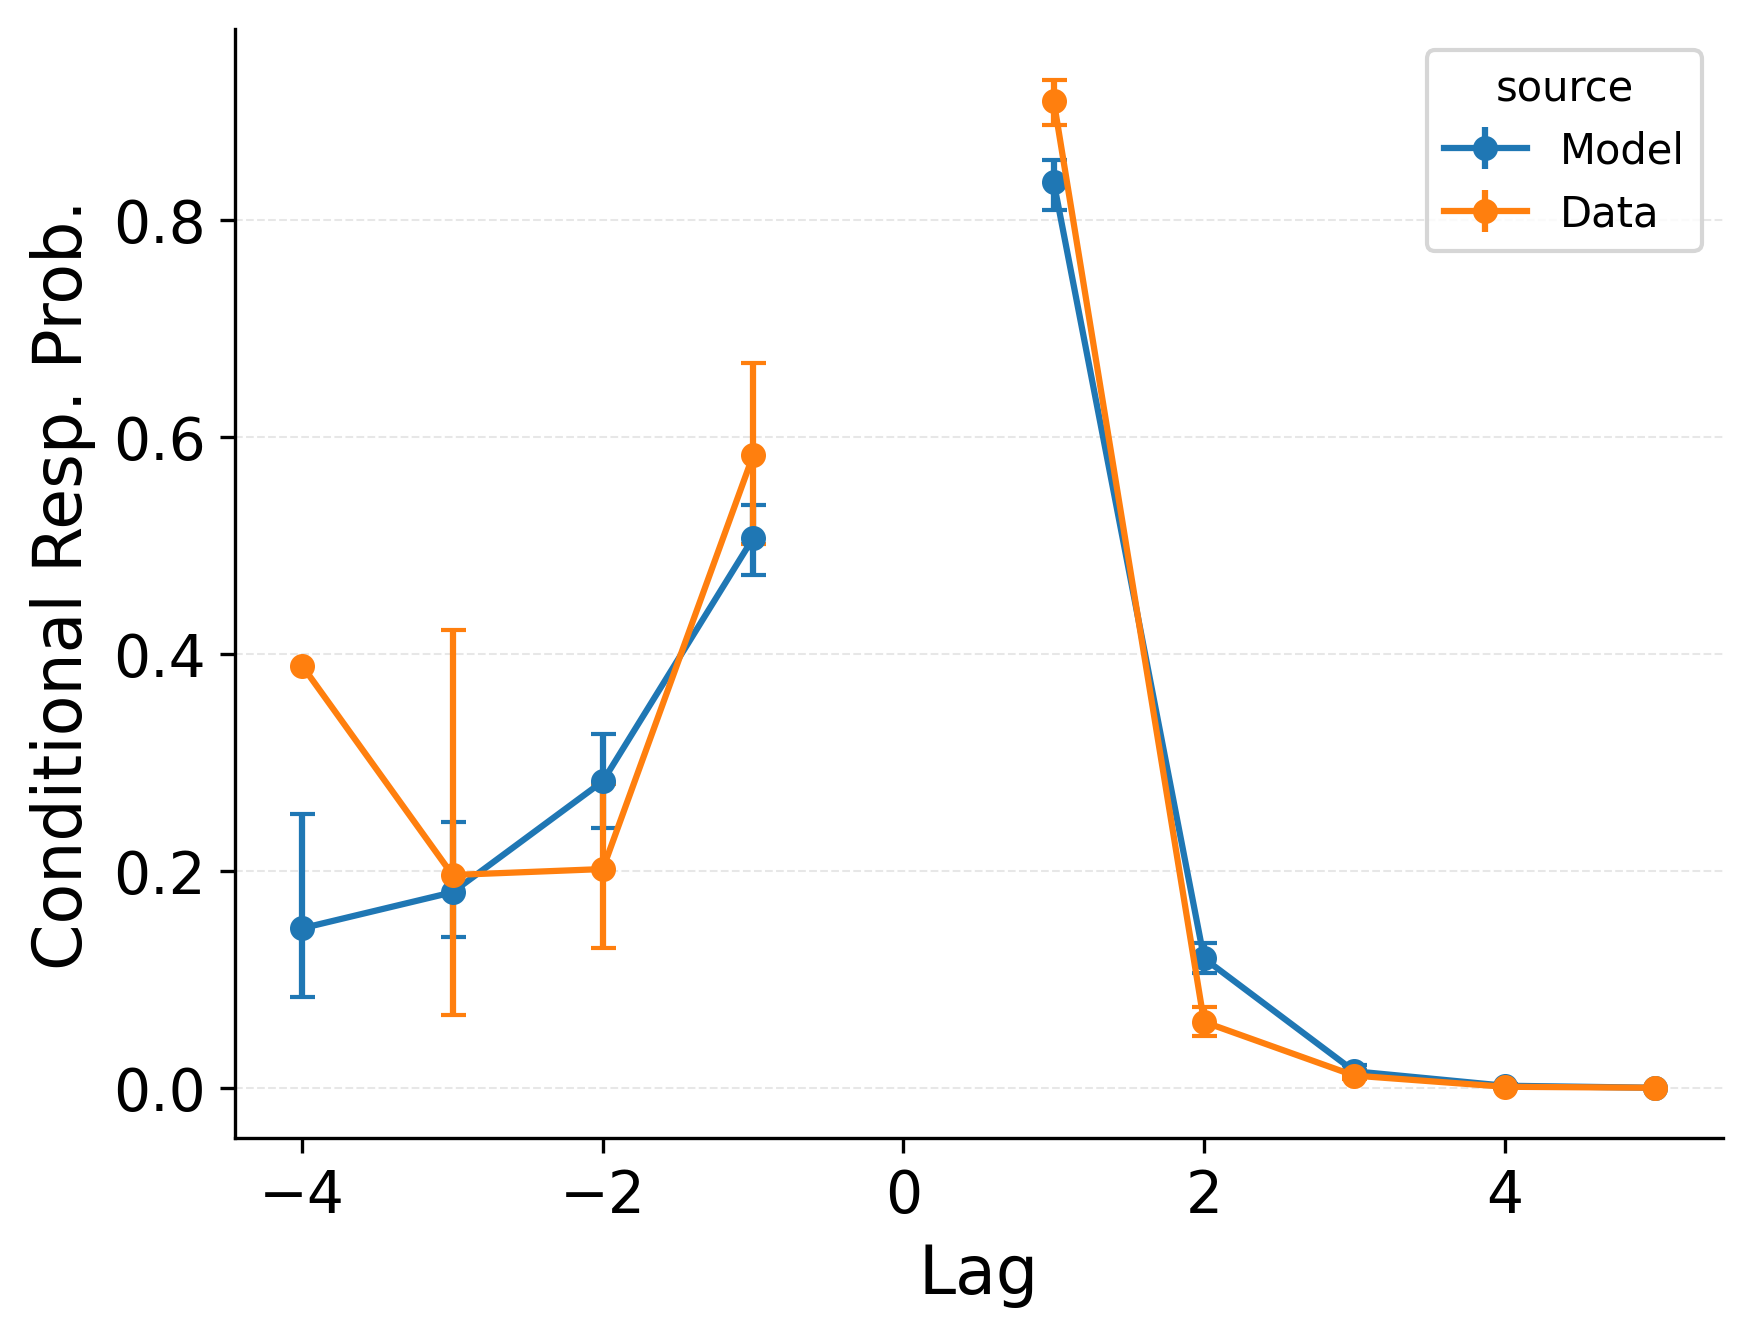 source
Model
Data
Conditional Resp. Prob.
0.8
0.6
0.4
0.2
0.0
−4 −2 0 2 4
Lag